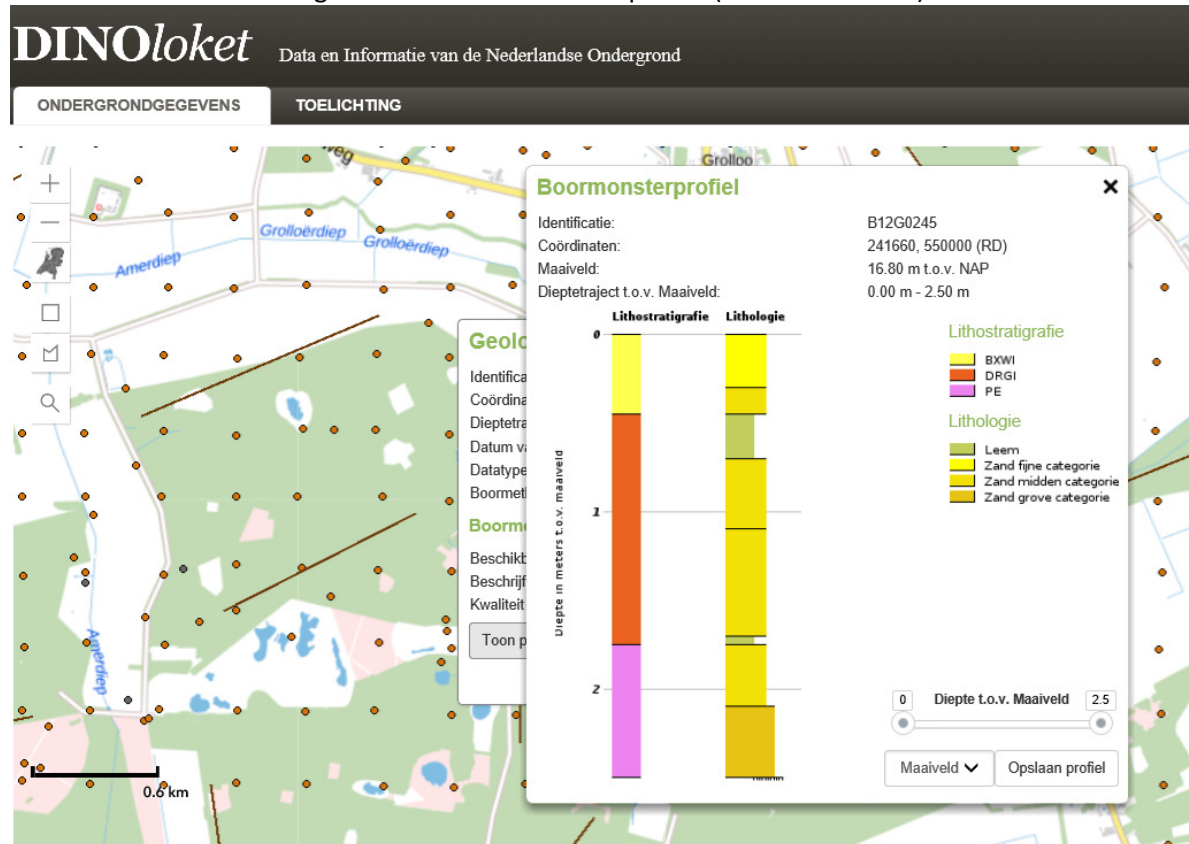 DINOloket Data en Informatie van de Nederlandse Ondergrond
ONDERGRONDGEGEVENS TOELICHTING
weg
Grolloo
Grolloërdiep
Grolloërdiep
Amerdiep
Amerdiep
0.6 km
Geolo
Identifica
Coördina
Dieptetra
Datum va
Datatype
Boormet
Boormo
Beschikb
Beschrijf
Kwaliteit
Toon p
Boormonsterprofiel
Identificatie: B12G0245
Coördinaten: 241660, 550000 (RD)
Maaiveld: 16.80 m t.o.v. NAP
Dieptetraject t.o.v. Maaiveld: 0.00 m - 2.50 m
Lithostratigrafie Lithologie
0
1
2
Diepte in meters t.o.v. maaiveld
Lithostratigrafie
BXWI
DRGI
PE
Lithologie
Leem
Zand fijne categorie
Zand midden categorie
Zand grove categorie
0 Diepte t.o.v. Maaiveld 2.5
Maaiveld Opslaan profiel